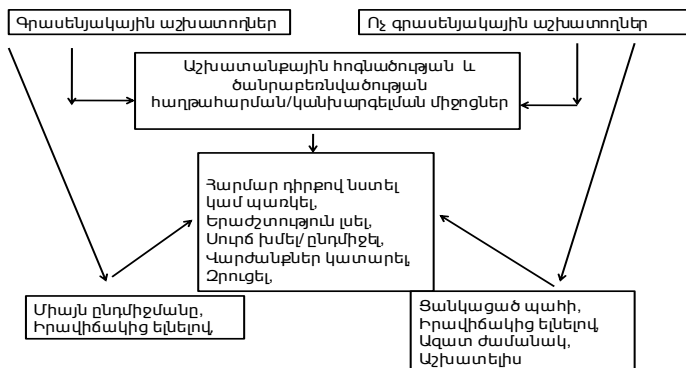 Գրասենյակային աշխատողներ
Ոչ գրասենյակային աշխատողներ
Աշխատանքային հոգնածության և
ծանրաբեռնվածության
հաղթահարման/կանխարգելման միջոցներ
Հարմար դիրքով նստել
կամ պառկել,
Երաժշտություն լսել,
Սուրճ խմել/ ընդմիջել,
Վարժանքներ կատարել,
Զրուցել,
Միայն ընդմիջմանը,
Իրավիճակից ելնելով,
Ցանկացած պահի,
Իրավիճակից ելնելով,
Ազատ ժամանակ,
Աշխատելիս